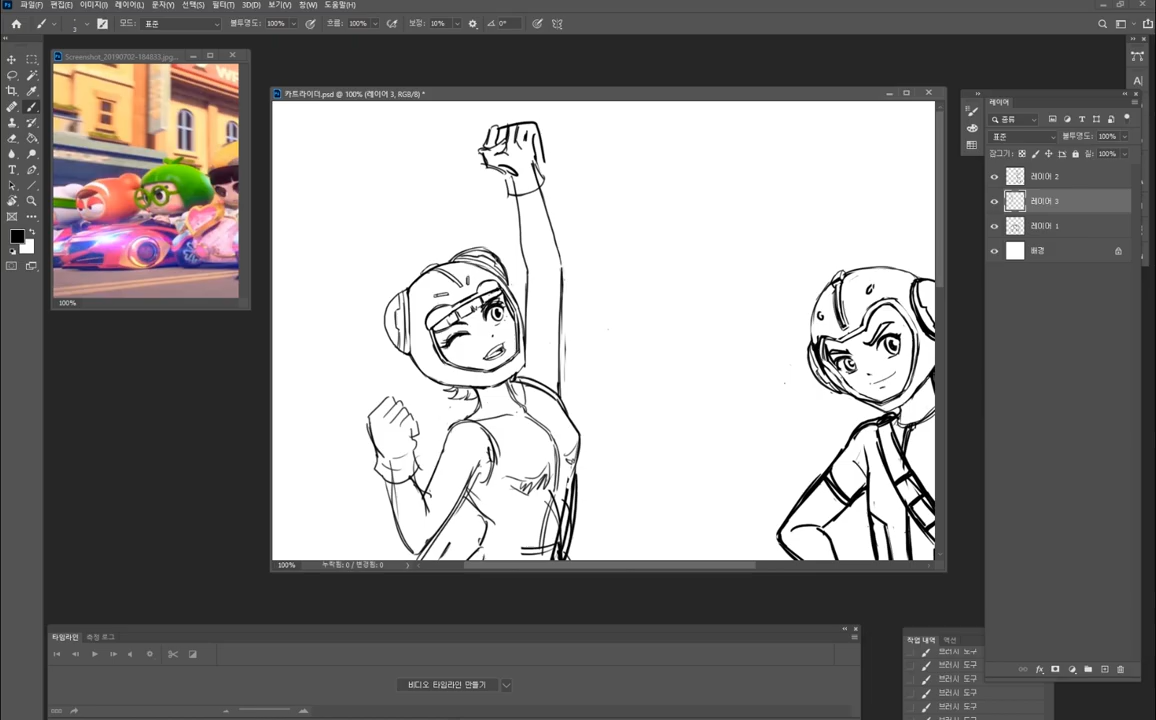 파일(F) 편집(E) 이미지(I) 레이어(L) 문자(Y) 선택(S) 필터(T) 3D(D) 보기(V) 창(W) 도움말(H)
3 모드: 표준 불투명도: 100% 흐름: 100% 보정: 10% 0°
Screenshot_20190702-184833.jpg...
100%
카트라이더.psd @ 100% (레이어 3, RGB/8) *
100% 누락됨: 0 / 변경됨: 0
레이어
종류
표준 불투명도: 100%
잠그기: 칠: 100%
레이어 2
레이어 3
레이어 1
배경
타임라인 측정 로그
비디오 타임라인 만들기
작업 내역 액션
브러시 도구
브러시 도구
브러시 도구
브러시 도구
브러시 도구